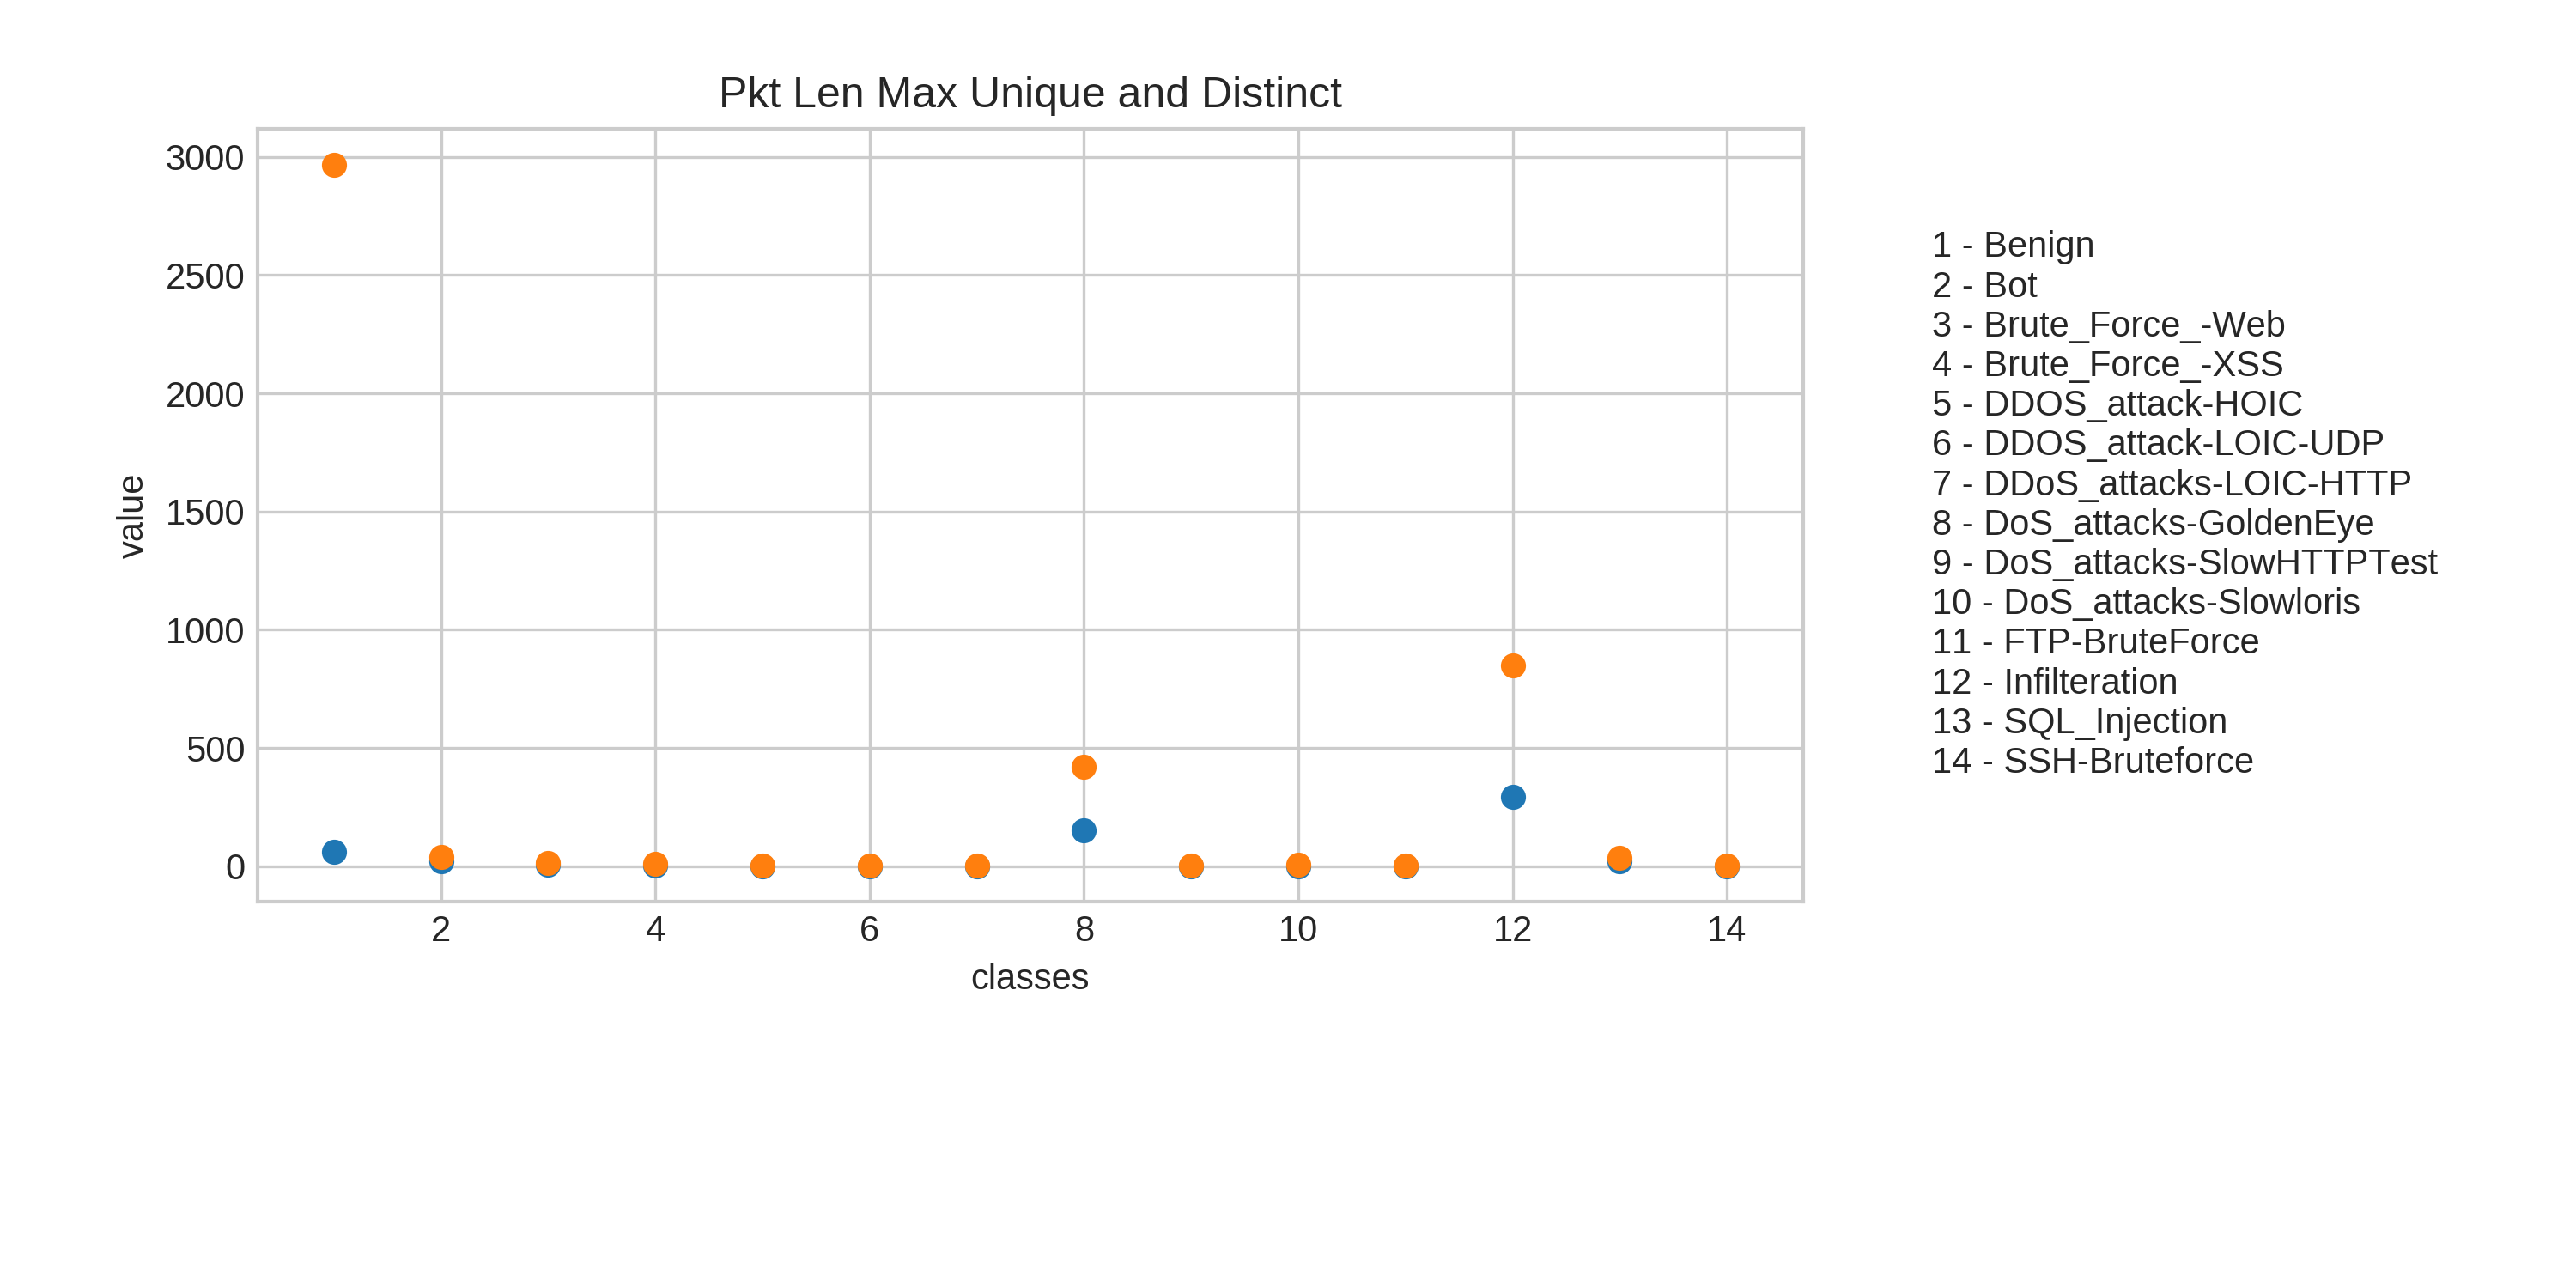 Pkt Len Max Unique and Distinct
3000
2500
2000
1500
1000
500
0
value
2 4 6 8 10 12 14
classes
1 - Benign
2 - Bot
3 - Brute_Force_-Web
4 - Brute_Force_-XSS
5 - DDOS_attack-HOIC
6 - DDOS_attack-LOIC-UDP
7 - DDoS_attacks-LOIC-HTTP
8 - DoS_attacks-GoldenEye
9 - DoS_attacks-SlowHTTPTest
10 - DoS_attacks-Slowloris
11 - FTP-BruteForce
12 - Infilteration
13 - SQL_Injection
14 - SSH-Bruteforce